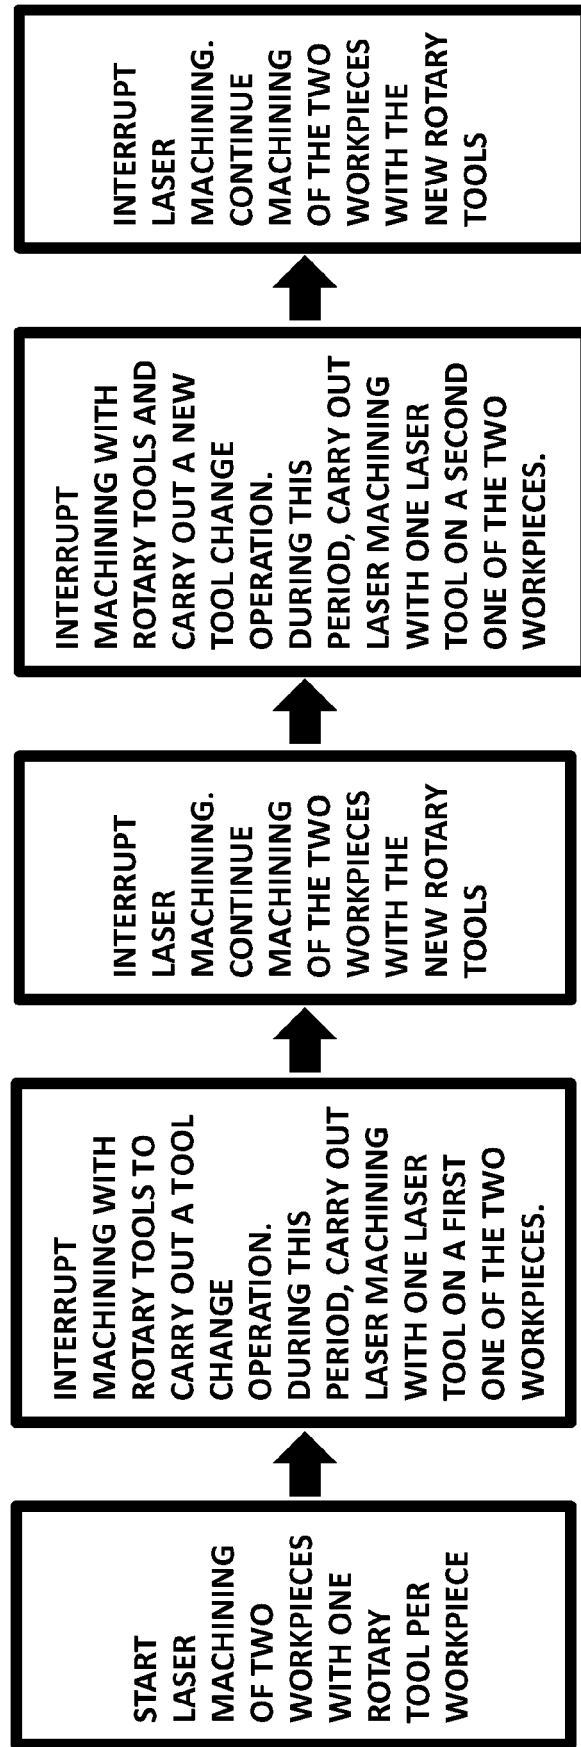 START
LASER
MACHINING
OF TWO
WORKPIECES
WITH ONE
ROTARY
TOOL PER
WORKPIECE
INTERRUPT
MACHINING WITH
ROTARY TOOLS TO
CARRY OUT A TOOL
CHANGE
OPERATION.
DURING THIS
PERIOD, CARRY OUT
LASER MACHINING
WITH ONE LASER
TOOL ON A FIRST
ONE OF THE TWO
WORKPIECES.
INTERRUPT
LASER
MACHINING.
CONTINUE
MACHINING
OF THE TWO
WORKPIECES
WITH THE
NEW ROTARY
TOOLS
INTERRUPT
MACHINING WITH
ROTARY TOOLS AND
CARRY OUT A NEW
TOOL CHANGE
OPERATION.
DURING THIS
PERIOD, CARRY OUT
LASER MACHINING
WITH ONE LASER
TOOL ON A SECOND
ONE OF THE TWO
WORKPIECES.
INTERRUPT
LASER
MACHINING.
CONTINUE
MACHINING
OF THE TWO
WORKPIECES
WITH THE
NEW ROTARY
TOOLS